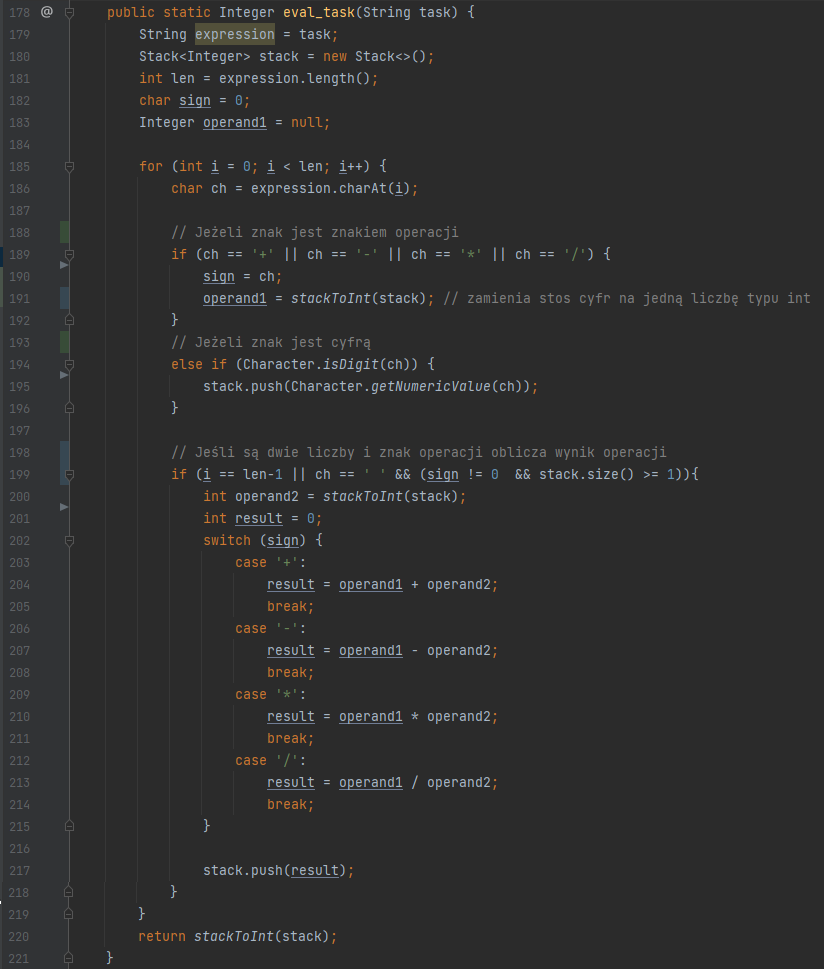 178 @ public static Integer eval_task(String task) {
179 String expression = task;
180 Stack<Integer> stack = new Stack<>();
181 int len = expression.length();
182 char sign = 0;
183 Integer operand1 = null;
184
185 for (int i = 0; i < len; i++) {
186 char ch = expression.charAt(i);
187
188 // Jeżeli znak jest znakiem operacji
189 if (ch == '+' || ch == '-' || ch == '*' || ch == '/') {
190 sign = ch;
191 operand1 = stackToInt(stack); // zamienia stos cyfr na jedną liczbę typu int
192 }
193 // Jeżeli znak jest cyfrą
194 else if (Character.isDigit(ch)) {
195 stack.push(Character.getNumericValue(ch));
196 }
197
198 // Jeśli są dwie liczby i znak operacji oblicza wynik operacji
199 if (i == len-1 || ch == ' ' && (sign != 0  && stack.size() >= 1)){
200 int operand2 = stackToInt(stack);
201 int result = 0;
202 switch (sign) {
203 case '+':
204 result = operand1 + operand2;
205 break;
206 case '-':
207 result = operand1 - operand2;
208 break;
209 case '*':
210 result = operand1 * operand2;
211 break;
212 case '/':
213 result = operand1 / operand2;
214 break;
215 }
216
217 stack.push(result);
218 }
219 }
220 return stackToInt(stack);
221 }